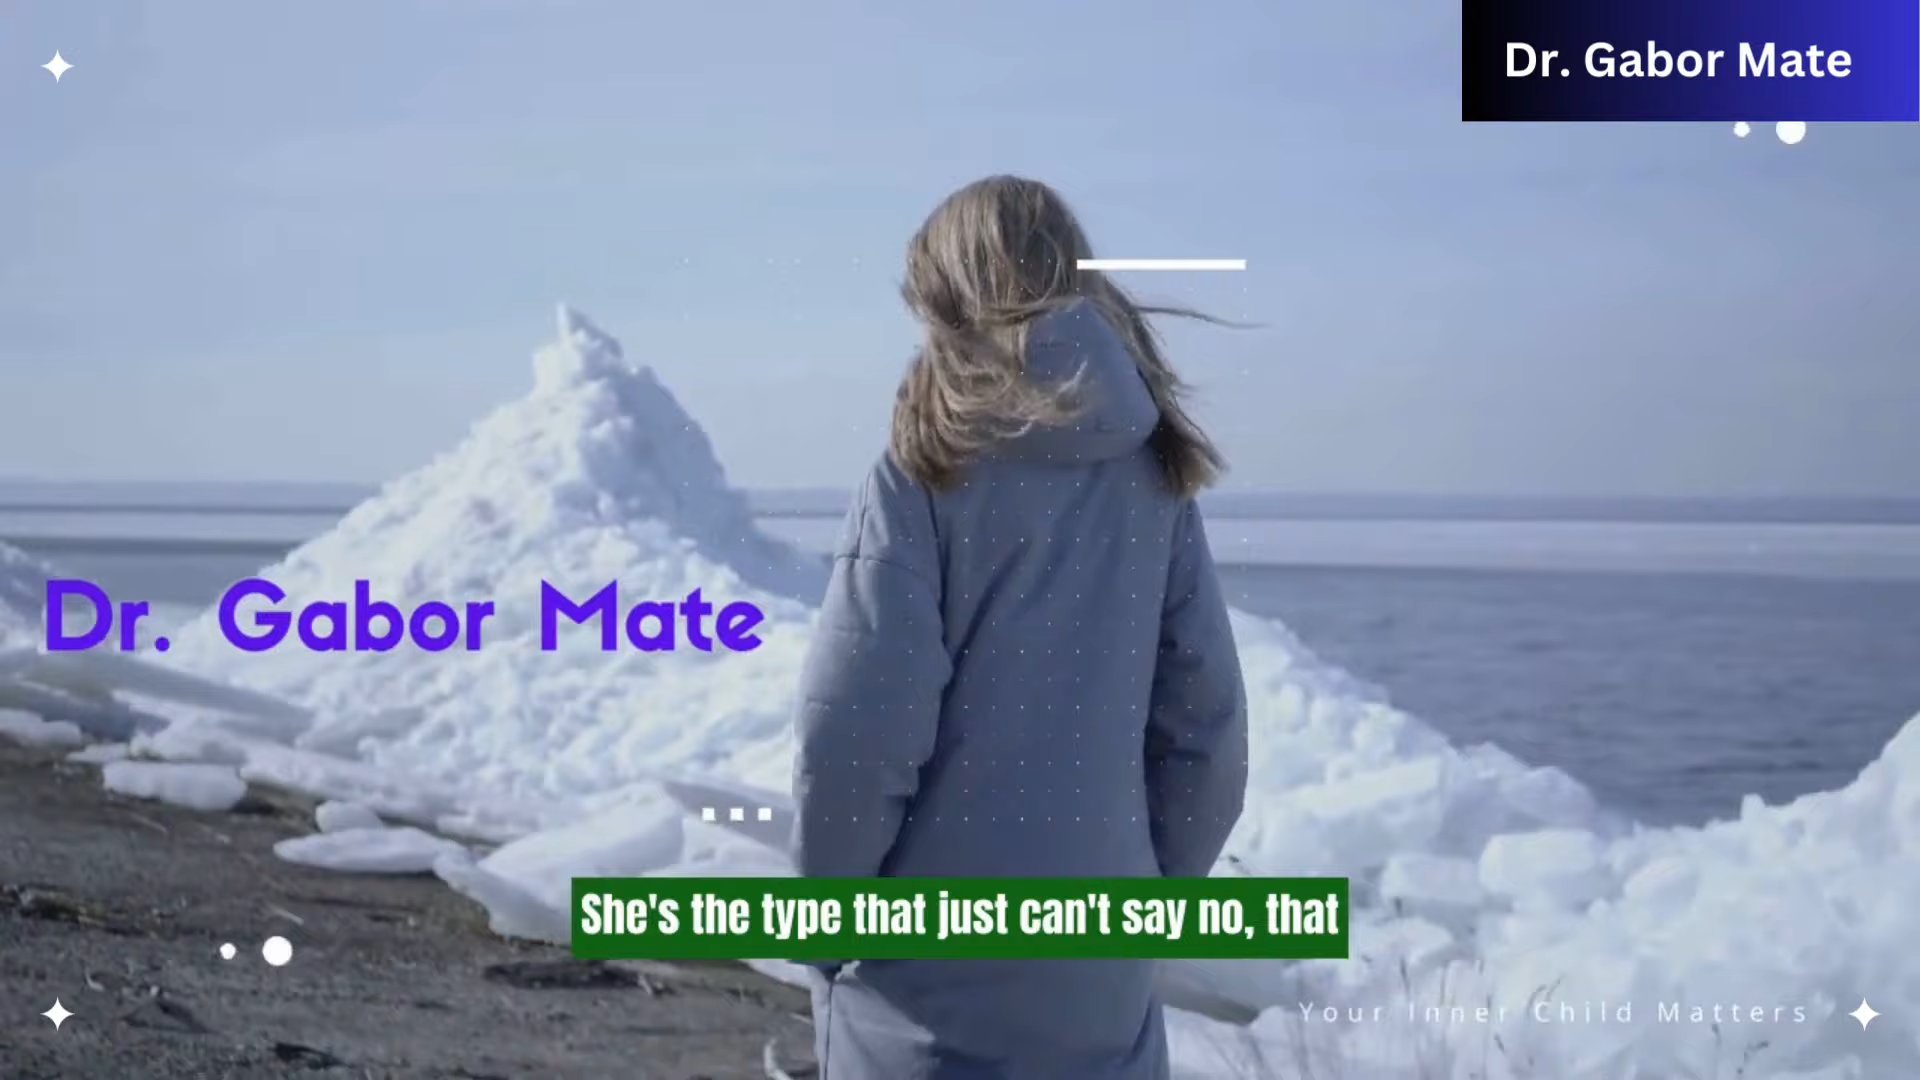 Dr. Gabor Mate
Dr. Gabor Mate
She's the type that just can't say no, that
Your Inner Child Matters